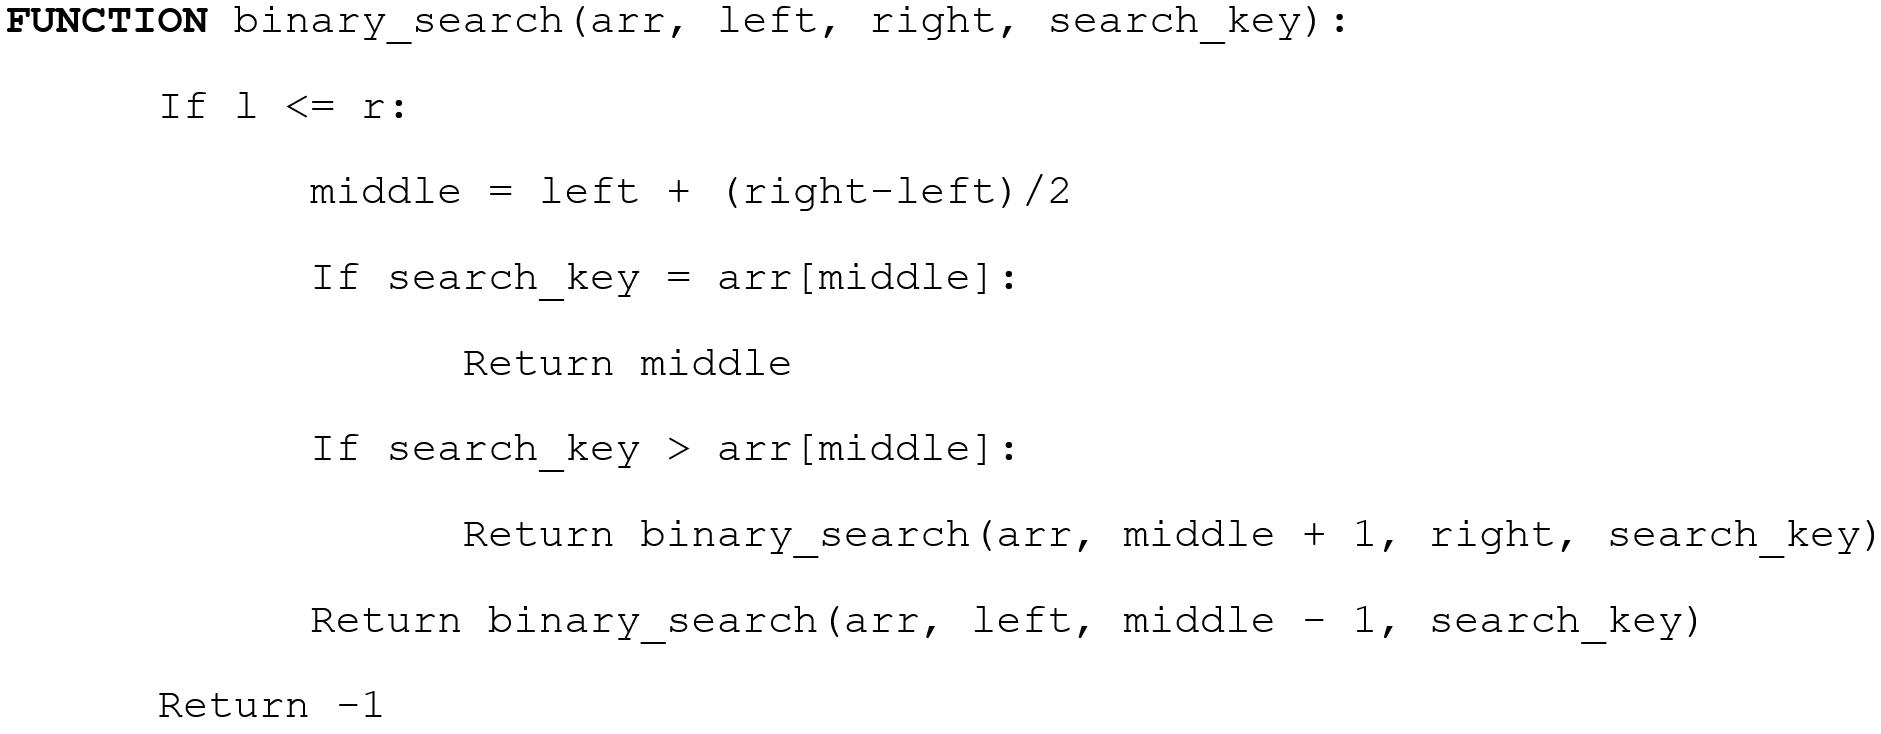 FUNCTION binary_search(arr, left, right, search_key):
If l <= r:
middle = left + (right-left)/2
If search_key = arr[middle]:
Return middle
If search_key > arr[middle]:
Return binary_search(arr, middle + 1, right, search_key)
Return binary_search(arr, left, middle - 1, search_key)
Return -1